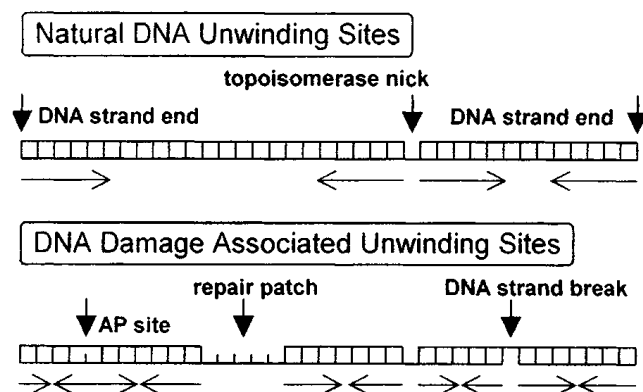 Natural DNA Unwinding Sites
topoisomerase nick
DNA strand end
DNA strand end
DNA Damage Associated Unwinding Sites
repair patch
DNA strand break
AP site